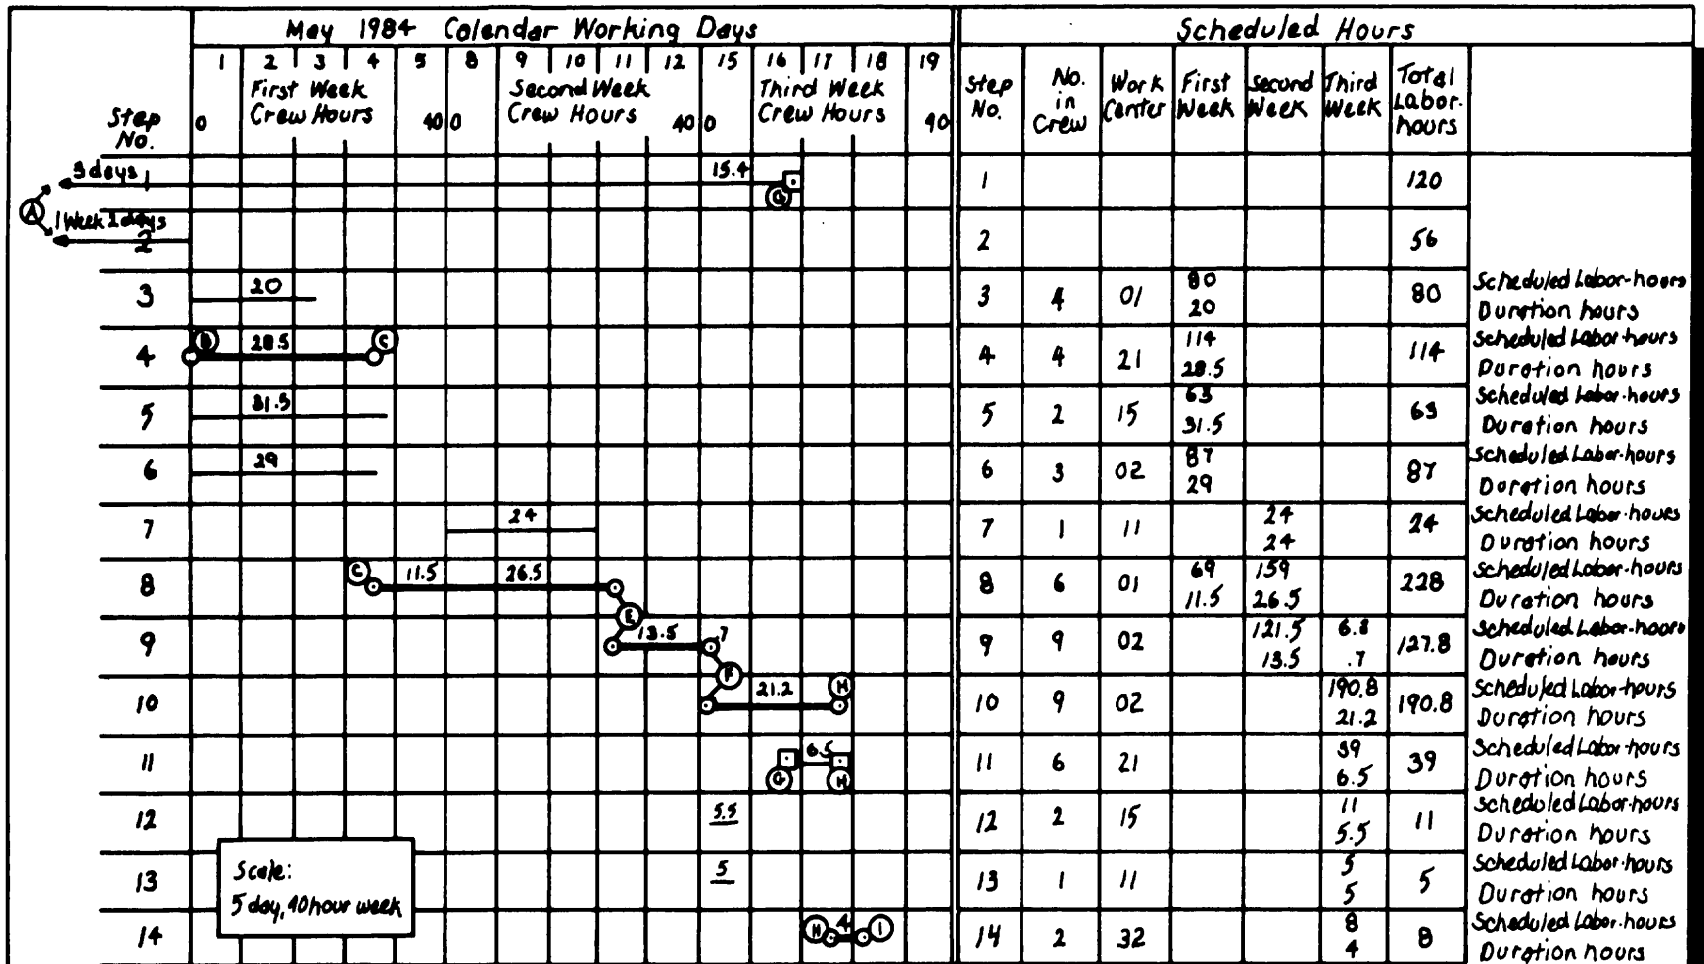 May 1984 Calendar Working Days
Scheduled Hours
1 2 3 4 5 8 9 10 11 12 15 16 17 18 19
First Week Crew Hours
Second Week Crew Hours
Third Week Crew Hours
Step No.
0 40 0 40 0 40
Step No.
No. in Crew
Work Center
First Week
Second Week
Third Week
Total Labor-hours
3 days 1 15.4 G
1 120
A
1 Week 2 days
2
2 56
3 20
3 4 01 80 80 Scheduled Labor-hours
20 Duration hours
4 B 28.5 C
4 4 21 114 114 Scheduled Labor-hours
28.5 Duration hours
5 31.5
5 2 15 63 63 Scheduled Labor-hours
31.5 Duration hours
6 29
6 3 02 87 87 Scheduled Labor-hours
29 Duration hours
7 24
7 1 11 24 24 Scheduled Labor-hours
24 Duration hours
8 C 11.5 26.5
8 6 01 69 159 228 Scheduled Labor-hours
11.5 26.5 Duration hours
E
9 13.5 .7
9 9 02 121.5 6.3 127.8 Scheduled Labor-hours
13.5 .7 Duration hours
F
10 21.2 H
10 9 02 190.8 190.8 Scheduled Labor-hours
21.2 Duration hours
11 6.5 G H
11 6 21 39 39 Scheduled Labor-hours
6.5 Duration hours
12 5.5
12 2 15 11 11 Scheduled Labor-hours
5.5 Duration hours
13 5
13 1 11 5 5 Scheduled Labor-hours
5 Duration hours
Scale:
5 day, 40 hour week
14 H 4 I
14 2 32 8 8 Scheduled Labor-hours
4 Duration hours